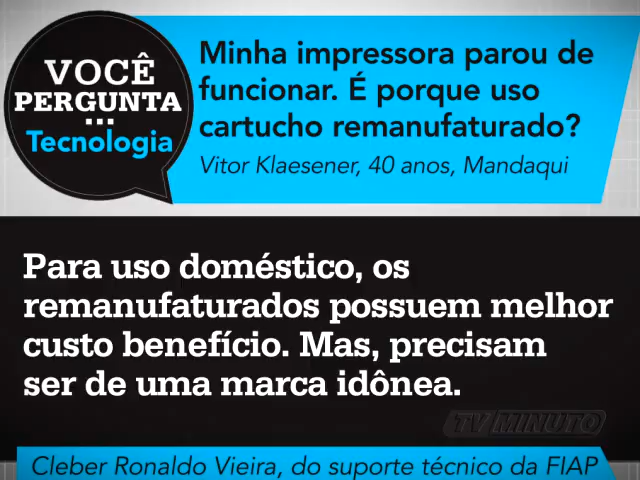 VOCÊ
PERGUNTA
...
Tecnologia
Minha impressora parou de
funcionar. É porque uso
cartucho remanufaturado?
Vitor Klaesener, 40 anos, Mandaqui
Para uso doméstico, os
remanufaturados possuem melhor
custo benefício. Mas, precisam
ser de uma marca idônea.
TV MINUTO
Cleber Ronaldo Vieira, do suporte técnico da FIAP